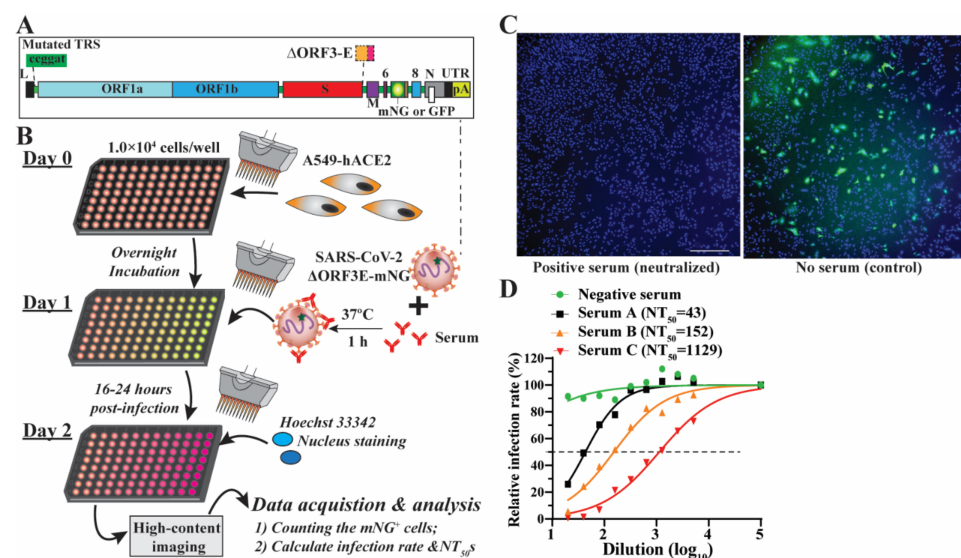 A
Mutated TRS
ccggat
ΔORF3-E
L
ORF1a
ORF1b
S
M
6
8
N
UTR
pA
mNG or GFP
B
Day 0
1.0×10⁴ cells/well
A549-hACE2
Overnight
Incubation
SARS-CoV-2
ΔORF3E-mNG
Day 1
37°C
1 h
Serum
16-24 hours
post-infection
Day 2
Hoechst 33342
Nucleus staining
High-content
imaging
Data acquistion & analysis
1) Counting the mNG⁺ cells;
2) Calculate infection rate &NT₅₀s
C
Positive serum (neutralized)
No serum (control)
D
Negative serum
Serum A (NT₅₀=43)
Serum B (NT₅₀=152)
Serum C (NT₅₀=1129)
Relative infection rate (%)
120
100
80
60
40
20
0
0
1
2
3
4
5
Dilution (log₁₀)